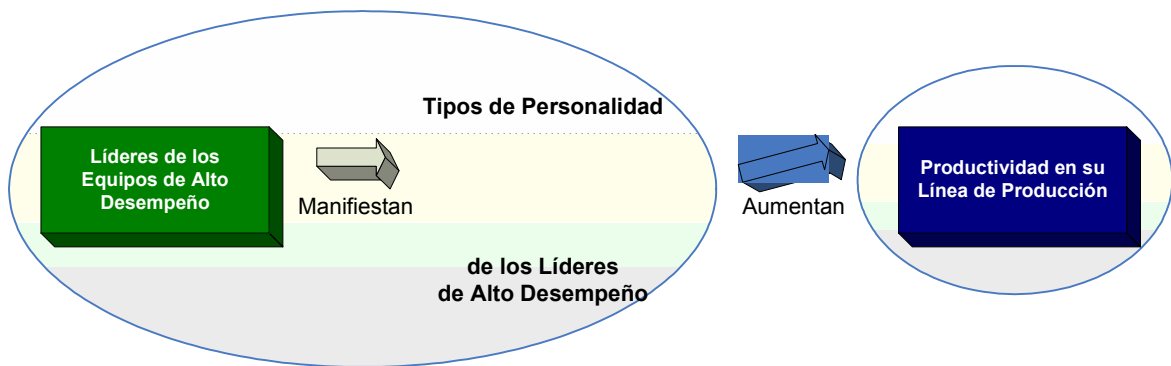 Líderes de los
Equipos de Alto
Desempeño
Manifiestan
Tipos de Personalidad
de los Líderes
de Alto Desempeño
Aumentan
Productividad en su
Línea de Producción